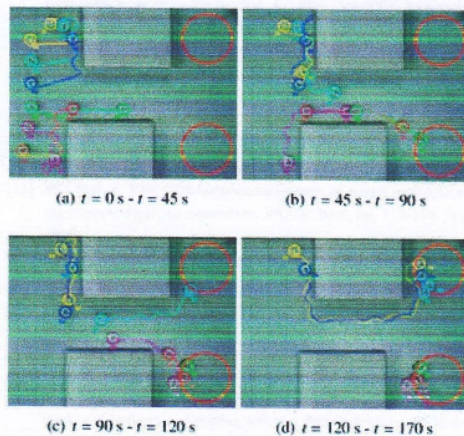 (a) t = 0 s - t = 45 s
(b) t = 45 s - t = 90 s
(c) t = 90 s - t = 120 s
(d) t = 120 s - t = 170 s